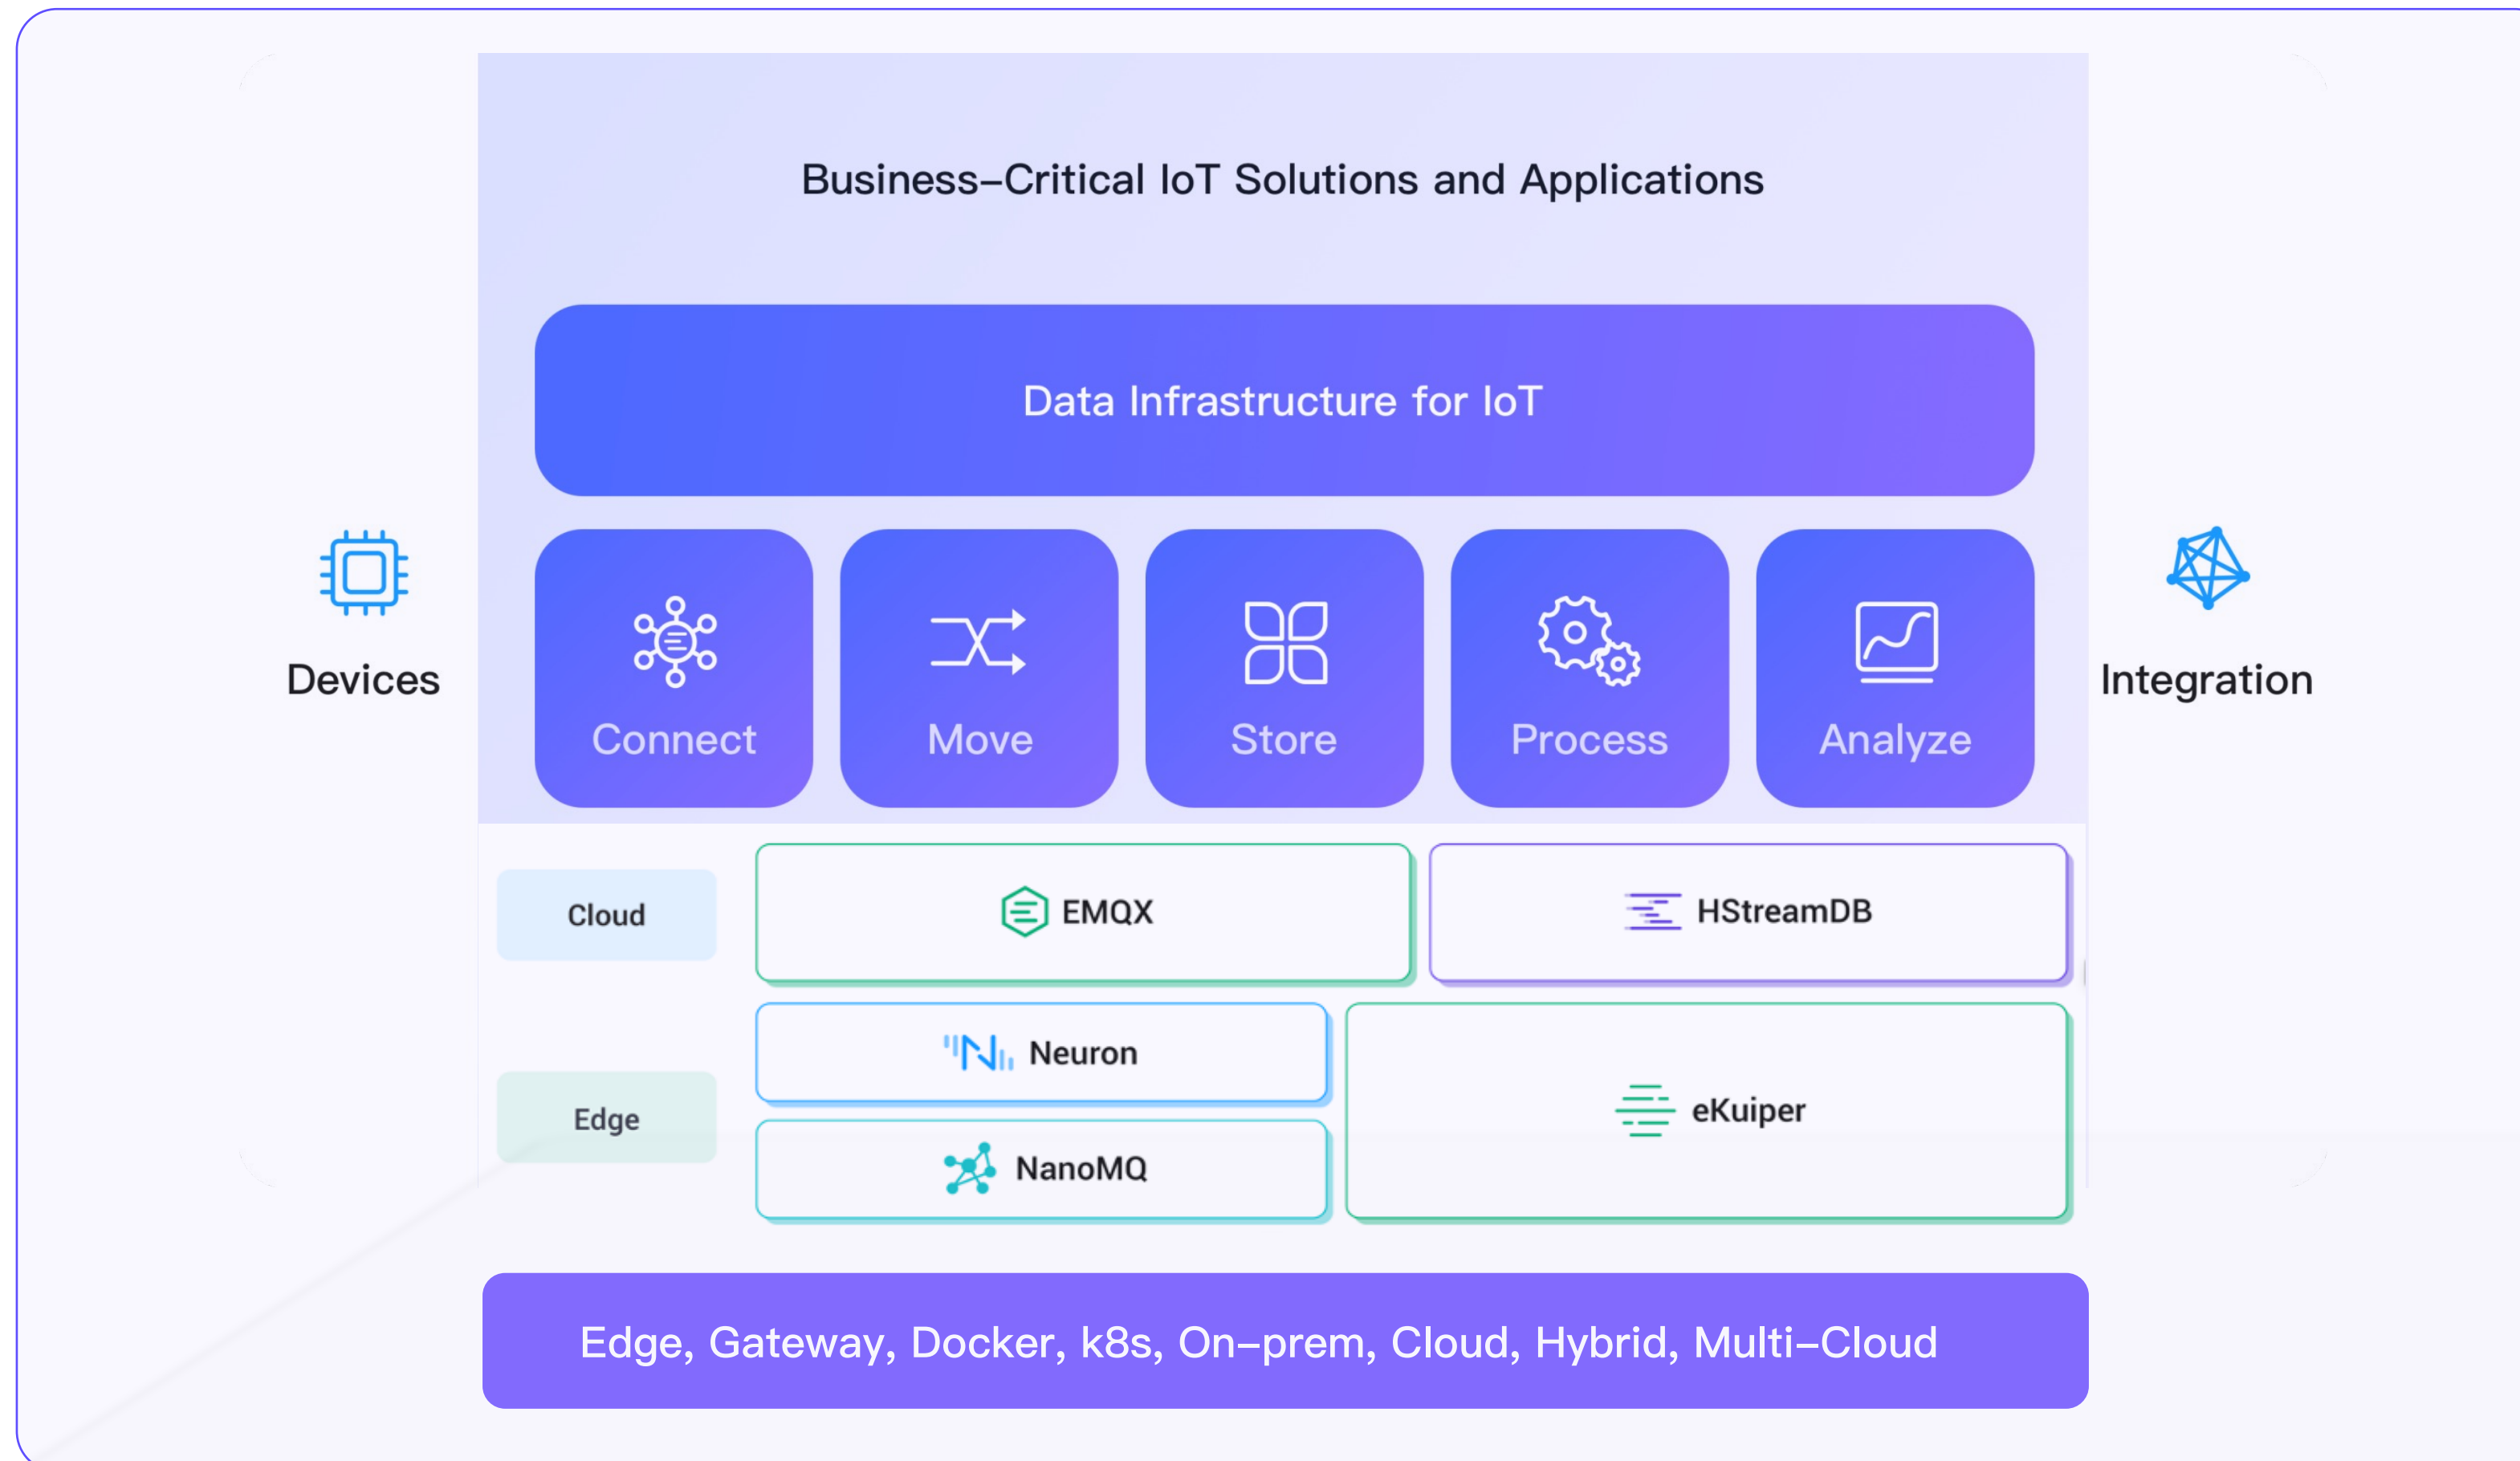 Business–Critical IoT Solutions and Applications
Data Infrastructure for IoT
Devices
Connect
Move
Store
Process
Analyze
Integration
Cloud
EMQX
HStreamDB
Edge
Neuron
NanoMQ
eKuiper
Edge, Gateway, Docker, k8s, On–prem, Cloud, Hybrid, Multi–Cloud